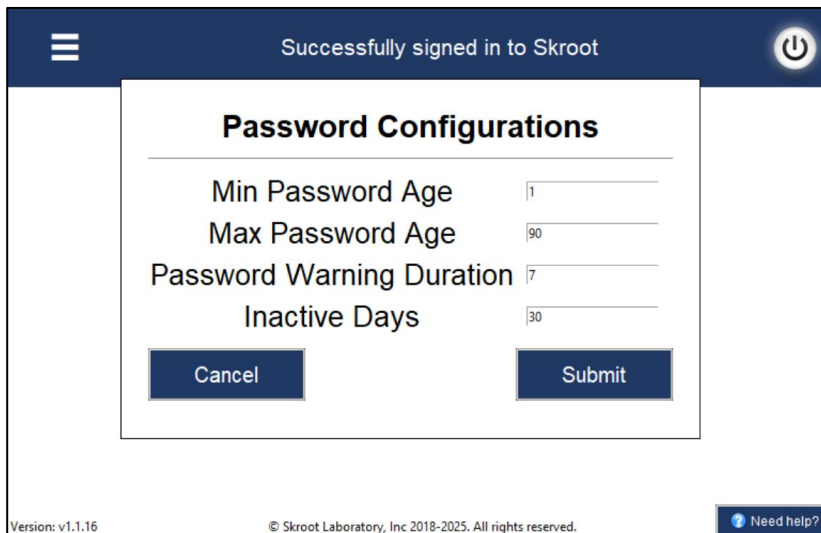 Successfully signed in to Skroot
Password Configurations
Min Password Age 1
Max Password Age 90
Password Warning Duration 7
Inactive Days 30
Cancel Submit
Version: v1.1.16 © Skroot Laboratory, Inc 2018-2025. All rights reserved. ? Need help?